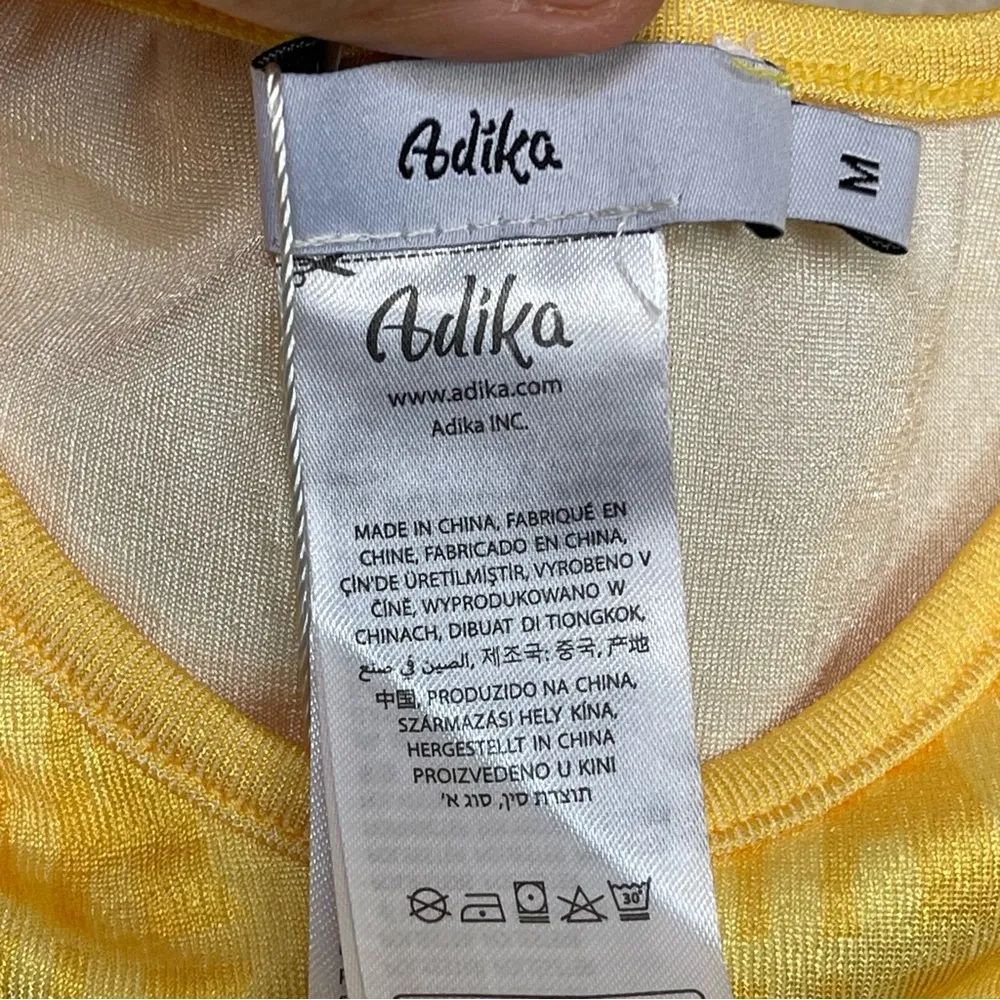 Adika
M
Adika
www.adika.com
Adika INC.
MADE IN CHINA, FABRIQUÉ EN
CHINE, FABRICADO EN CHINA,
ÇİN'DE ÜRETİLMİŞTİR, VYROBENO V
ČÍNĚ, WYPRODUKOWANO W
CHINACH, DIBUAT DI TIONGKOK,
الصين في صنع, 제조국: 중국, 产地
中国, PRODUZIDO NA CHINA,
SZÁRMAZÁSI HELY KÍNA,
HERGESTELLT IN CHINA
PROIZVEDENO U KINI
תוצרת סין, סוג א'
30°